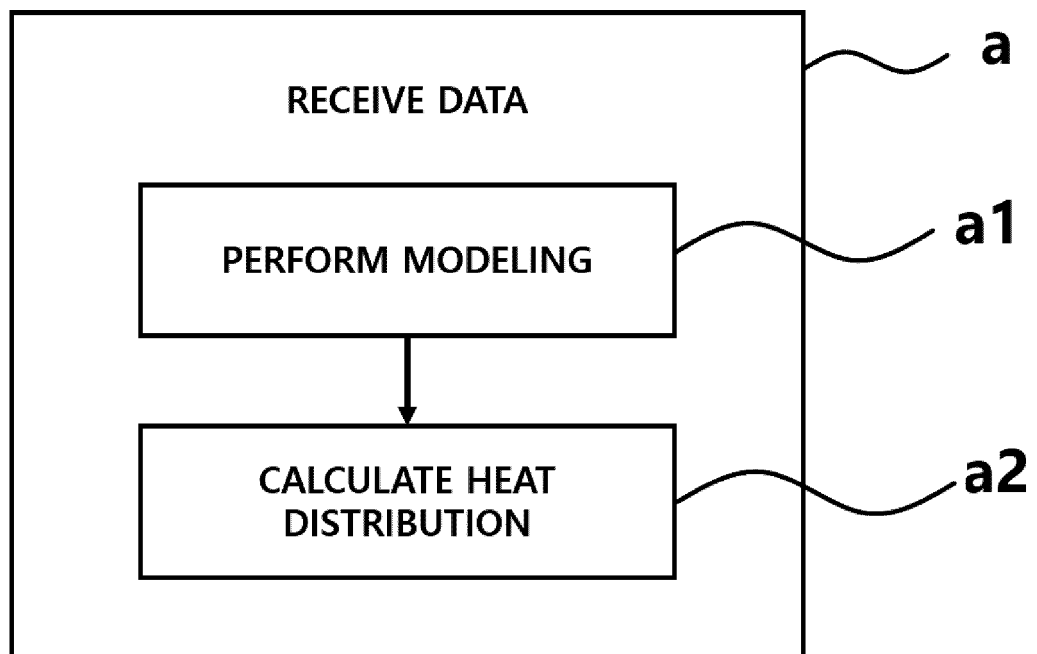 RECEIVE DATA
a
PERFORM MODELING
a1
CALCULATE HEAT
DISTRIBUTION
a2